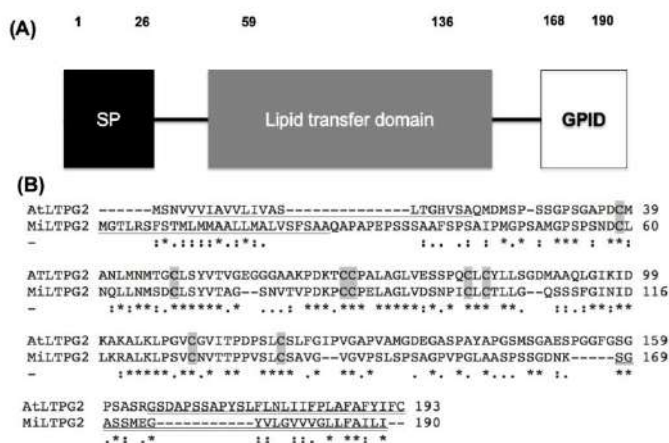 1 26 59 136 168 190
(A)
SP Lipid transfer domain GPID
(B)
AtLTPG2 -----MSNVVVIAVVLIVAS-------------LTGHVSAQMDMSP-SSGPSGAPDCM 39
MiLTPG2 MGTLRSFSTMLMMAALLMALVSFSAAQAPAPEPSSSAAFSPSAIPMGPSAMGPSPSNDCL 60
ATLTPG2 ANLMNMTGCLSYVTVGEGGGAAKPDKTCCPALAGLVESSPQCLCYLLSGDMAAQLGIKID 99
MiLTPG2 NQLLNMSDCLSYVTAG--SNVTVPDKPCCPELAGLVDSNPICLCTLLG-QSSSFGINID 116
AtLTPG2 KAKALKLPGVCGVITPDPSLCSLFGIPVGAPVAMGDEGASPAYAPGSMSGAESPGGFGSG 159
MiLTPG2 LKRALKLPSVCNVTTPPVSLCSAVG-VGVPSLSPSAGPVPGLAASPSSGDNK-----SG 169
AtLTPG2 PSASRGSDAPSSAPYSLFLNLIIFPLAFAFYIFC 193
MiLTPG2 ASSMEG----------YVLGVVVGLLFAILI-- 190